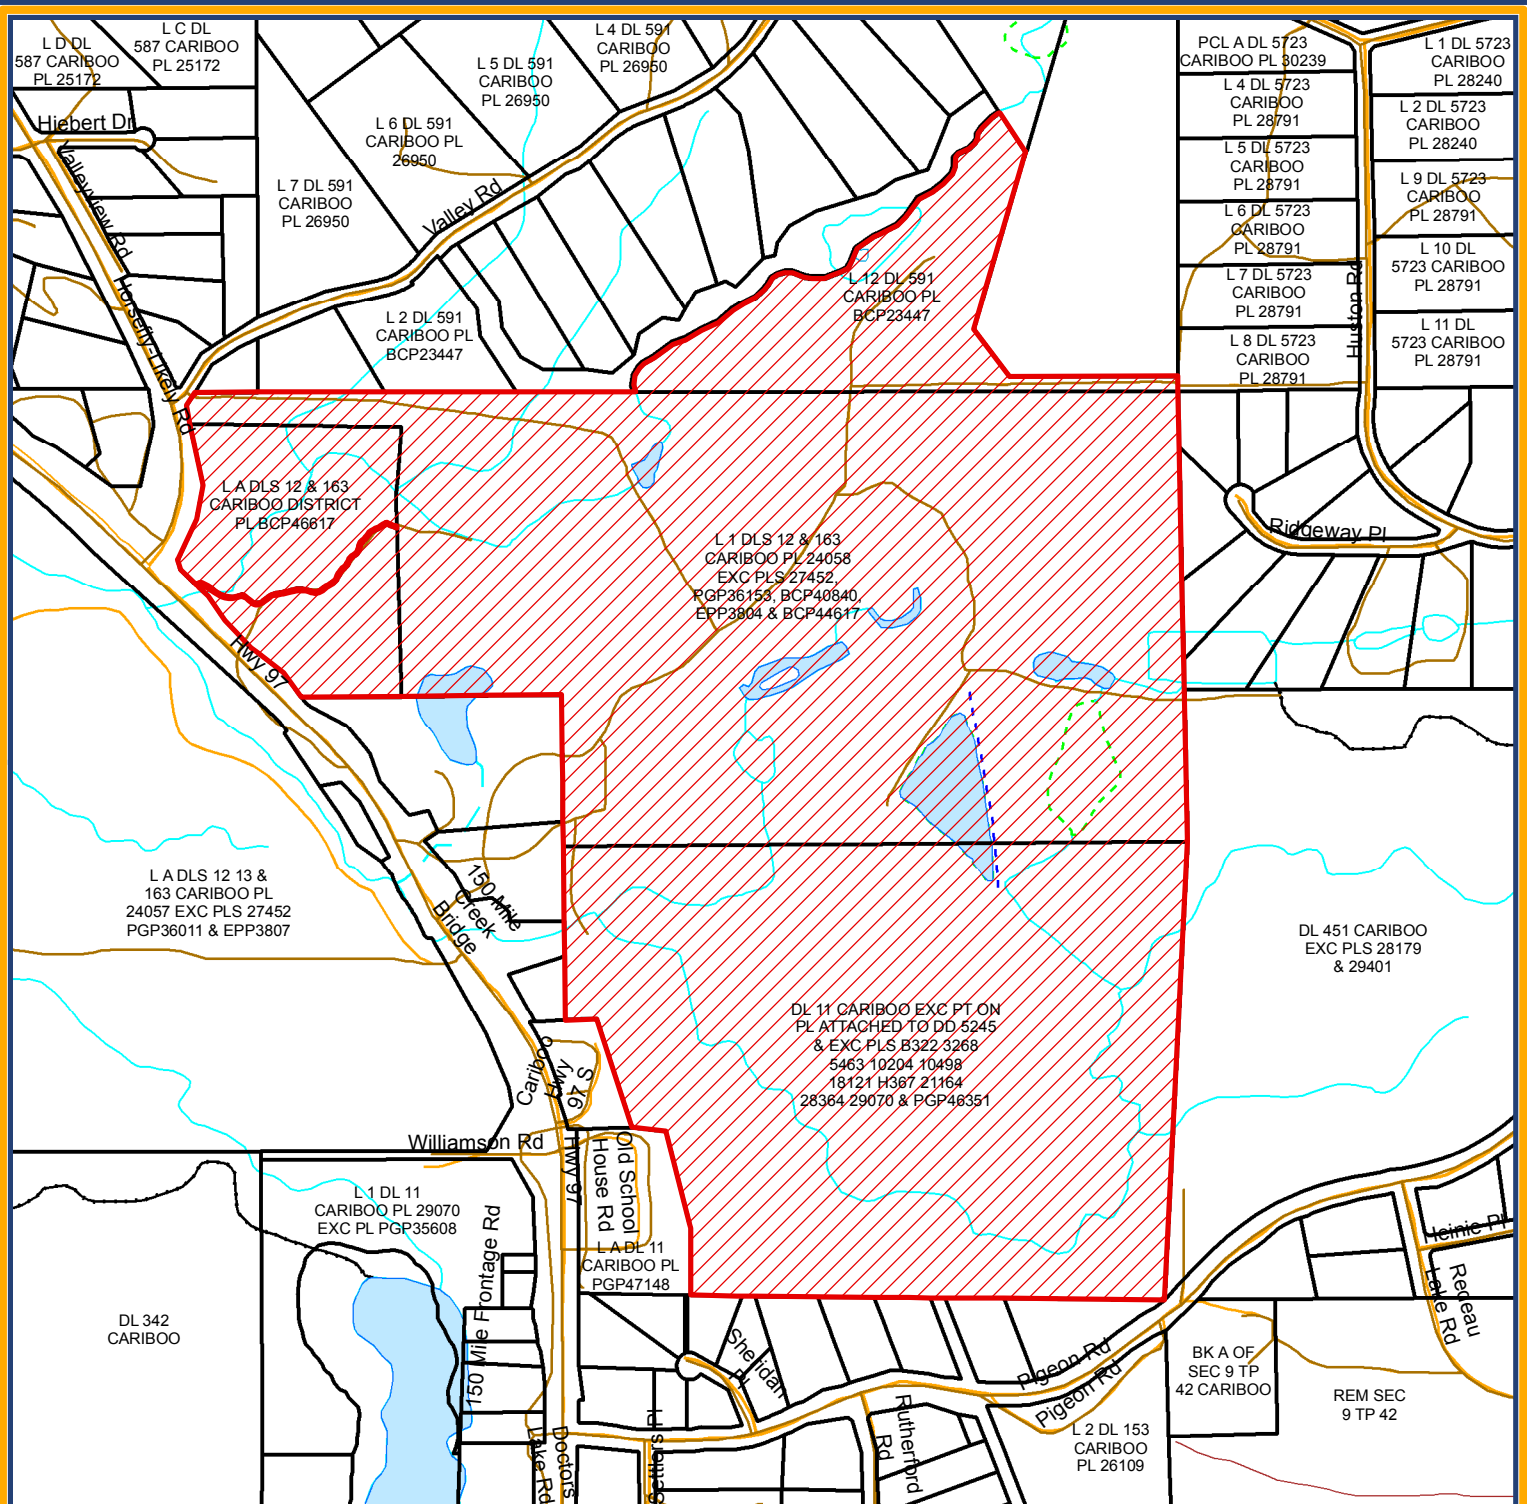 L D DL
587 CARIBOO
PL 25172
L C DL
587 CARIBOO
PL 25172
L 4 DL 591
CARIBOO
PL 26950
L 5 DL 591
CARIBOO
PL 26950
L 6 DL 591
CARIBOO PL
26950
L 7 DL 591
CARIBOO
PL 26950
PCL A DL 5723
CARIBOO PL 30239
L 4 DL 5723
CARIBOO
PL 28791
L 5 DL 5723
CARIBOO
PL 28791
L 6 DL 5723
CARIBOO
PL 28791
L 7 DL 5723
CARIBOO
PL 28791
L 8 DL 5723
CARIBOO
PL 28791
L 1 DL 5723
CARIBOO
PL 28240
L 2 DL 5723
CARIBOO
PL 28240
L 9 DL 5723
CARIBOO
PL 28791
L 10 DL
5723 CARIBOO
PL 28791
L 11 DL
5723 CARIBOO
PL 28791
Hiebert Dr
Valleyview Rd
Valley Rd
Horsefly-Likely Rd
Huston Rd
L 2 DL 591
CARIBOO PL
BCP23447
L 12 DL 591
CARIBOO PL
BCP23447
L A DLS 12 & 163
CARIBOO DISTRICT
PL BCP46617
L 1 DLS 12 & 163
CARIBOO PL 24058
EXC PLS 27452,
PGP36153, BCP40840,
EPP3804 & BCP44617
Ridgeway Pl
Hwy 97
L A DLS 12 13 &
163 CARIBOO PL
24057 EXC PLS 27452
PGP36011 & EPP3807
150 Mile
Creek
Bridge
DL 451 CARIBOO
EXC PLS 28179
& 29401
DL 11 CARIBOO EXC PT ON
PL ATTACHED TO DD 5245
& EXC PLS B322 3268
5463 10204 10498
18121 H367 21164
28364 29070 & PGP46351
Cariboo
Hwy
97 S
Williamson Rd
Hwy 97
Old School
House Rd
L 1 DL 11
CARIBOO PL 29070
EXC PL PGP35608
L A DL 11
CARIBOO PL
PGP47148
150 Mile Frontage Rd
DL 342
CARIBOO
Heinie Pl
Redeau
Lake Rd
Sheridan
Pl
Pigeon Rd
Pigeon Rd
BK A OF
SEC 9 TP
42 CARIBOO
REM SEC
9 TP 42
L 2 DL 153
CARIBOO
PL 26109
Rutherford
Rd
Settlers Pl
Doctors
Lake Rd